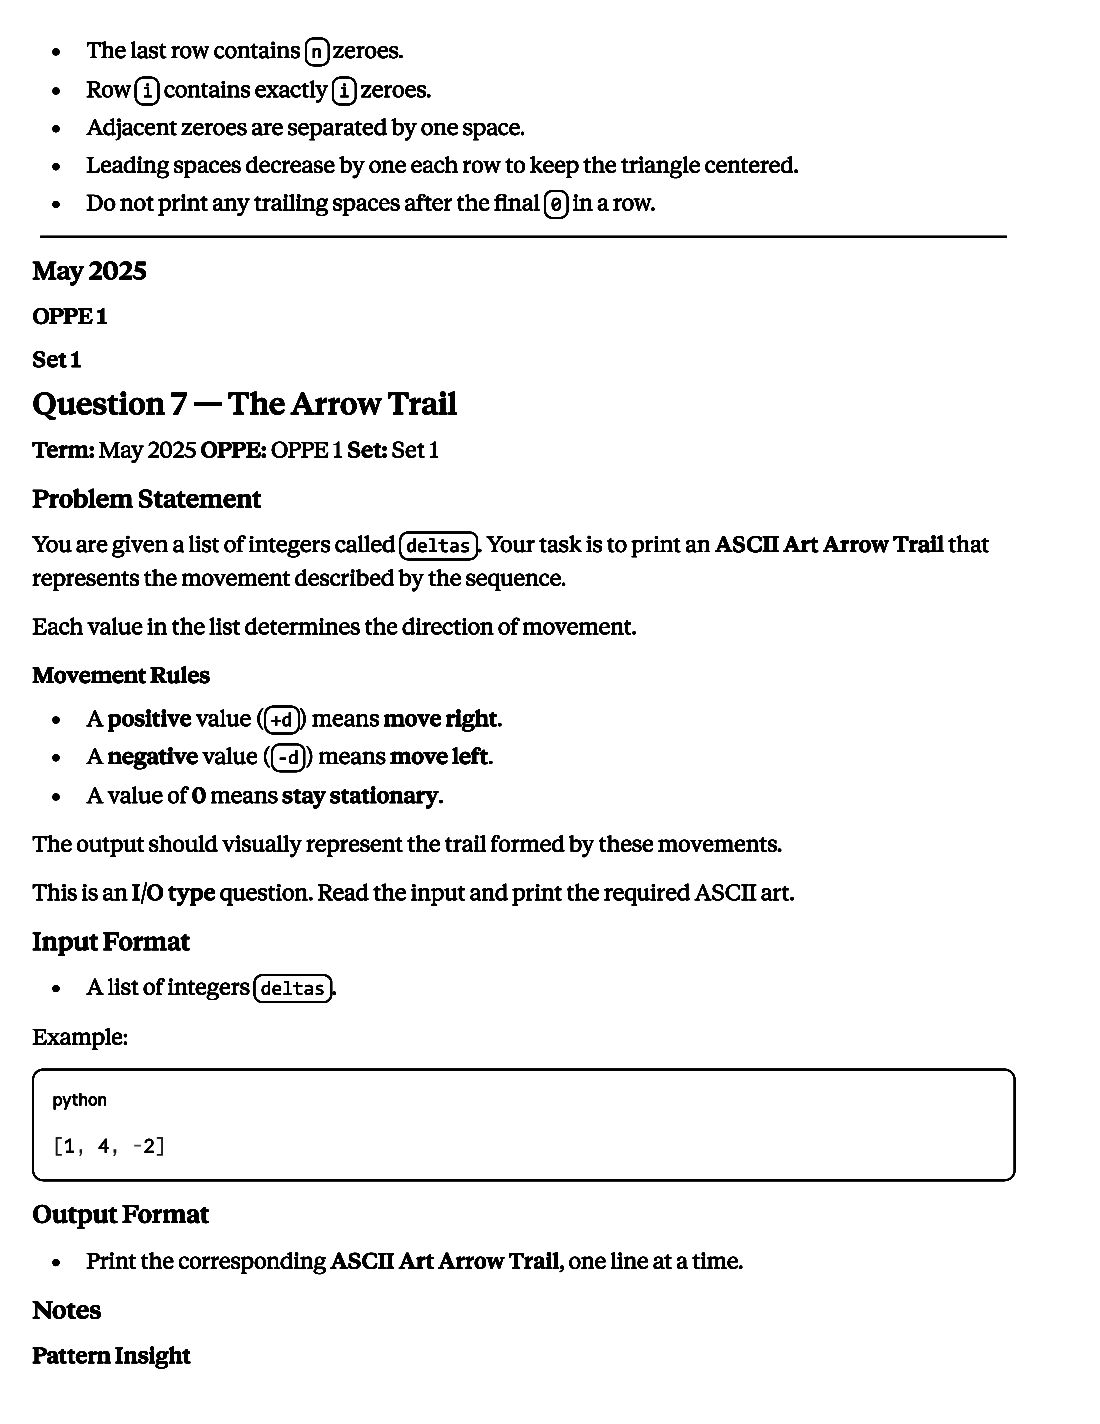 • The last row contains n zeroes.
• Row i contains exactly i zeroes.
• Adjacent zeroes are separated by one space.
• Leading spaces decrease by one each row to keep the triangle centered.
• Do not print any trailing spaces after the final 0 in a row.
May 2025
OPPE 1
Set 1
Question 7 — The Arrow Trail
Term: May 2025 OPPE: OPPE 1 Set: Set 1
Problem Statement
You are given a list of integers called deltas. Your task is to print an ASCII Art Arrow Trail that
represents the movement described by the sequence.
Each value in the list determines the direction of movement.
Movement Rules
• A positive value (+d) means move right.
• A negative value (-d) means move left.
• A value of 0 means stay stationary.
The output should visually represent the trail formed by these movements.
This is an I/O type question. Read the input and print the required ASCII art.
Input Format
• A list of integers deltas.
Example:
python
[1, 4, -2]
Output Format
• Print the corresponding ASCII Art Arrow Trail, one line at a time.
Notes
Pattern Insight